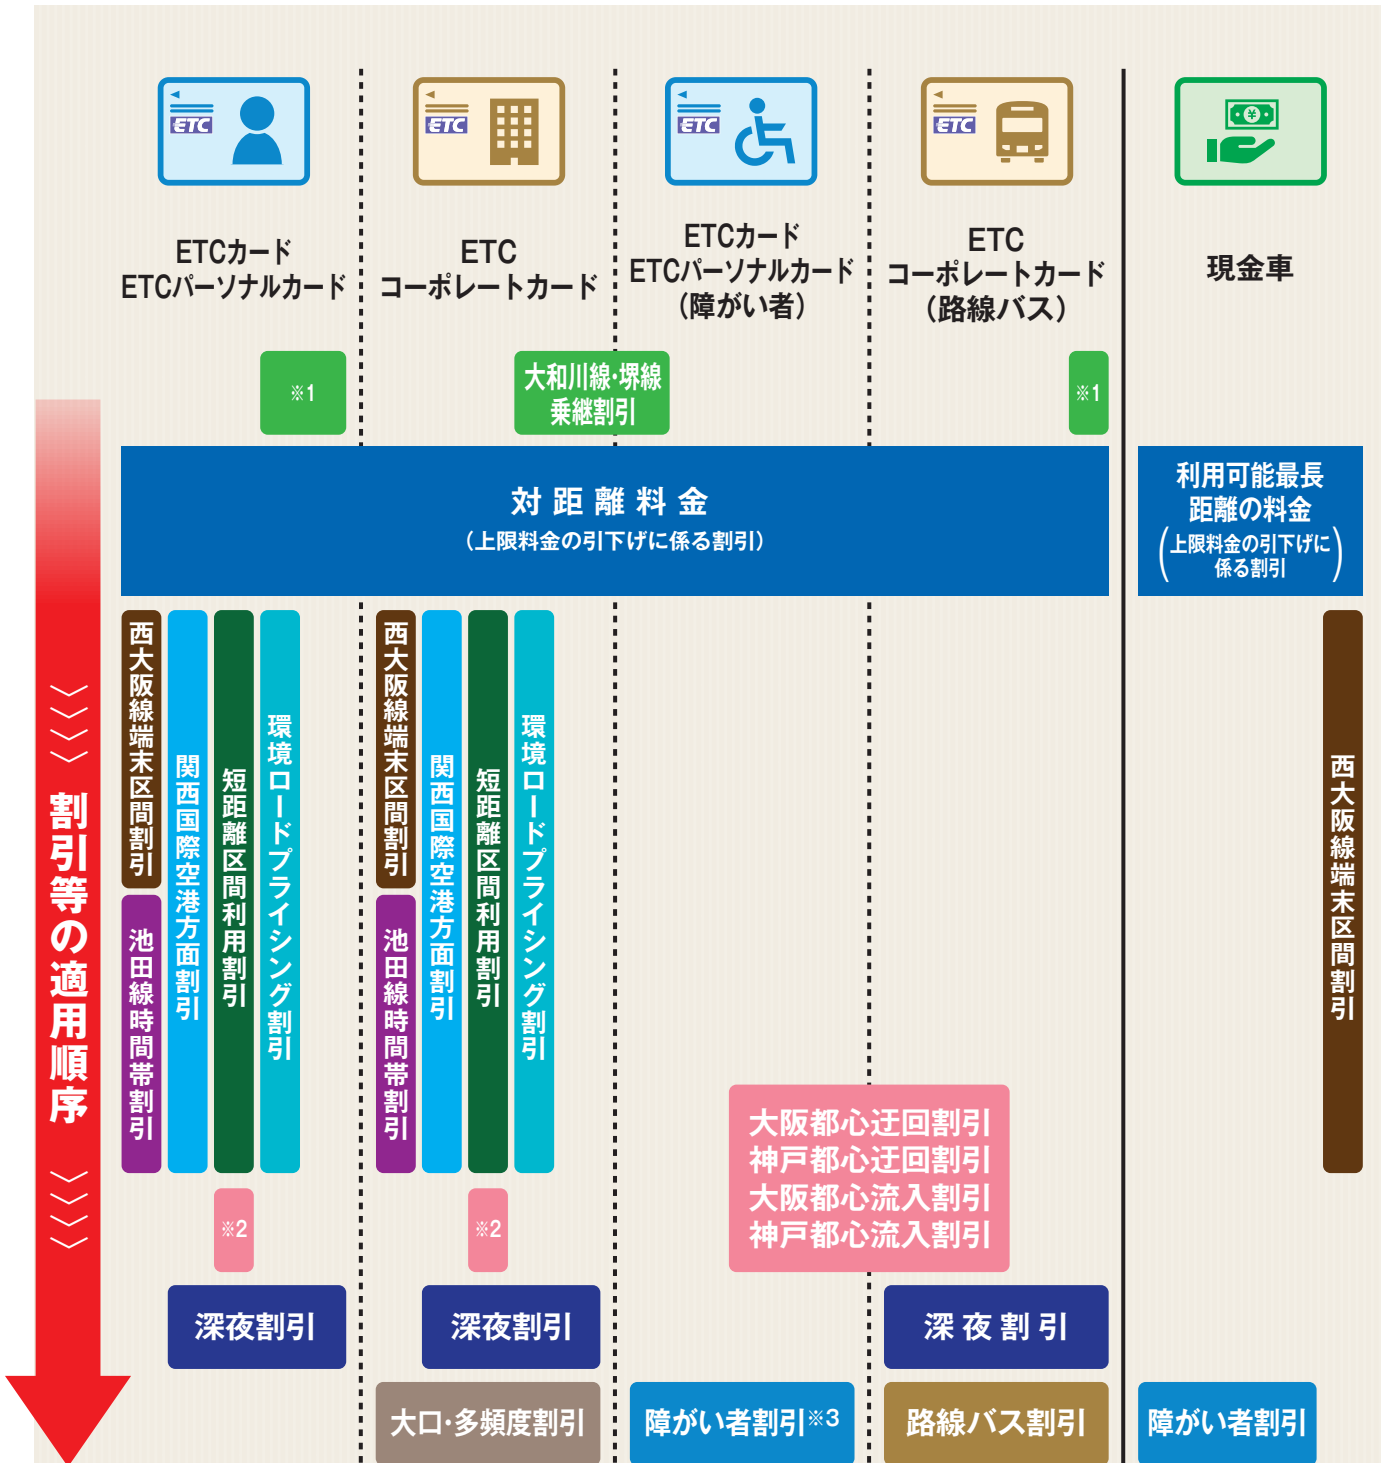 ETC
ETC
ETC
ETC
ETCカード
ETCパーソナルカード
ETC
コーポレートカード
ETCカード
ETCパーソナルカード
（障がい者）
ETC
コーポレートカード
（路線バス）
現金車
※1
大和川線・堺線
乗継割引
※1
対距離料金
（上限料金の引下げに係る割引）
利用可能最長
距離の料金
（上限料金の引下げに
係る割引）
割引等の適用順序
西大阪線端末区間割引
池田線時間帯割引
関西国際空港方面割引
短距離区間利用割引
環境ロードプライシング割引
西大阪線端末区間割引
池田線時間帯割引
関西国際空港方面割引
短距離区間利用割引
環境ロードプライシング割引
西大阪線端末区間割引
大阪都心迂回割引
神戸都心迂回割引
大阪都心流入割引
神戸都心流入割引
※2
※2
深夜割引
深夜割引
深夜割引
大口・多頻度割引
障がい者割引※3
路線バス割引
障がい者割引